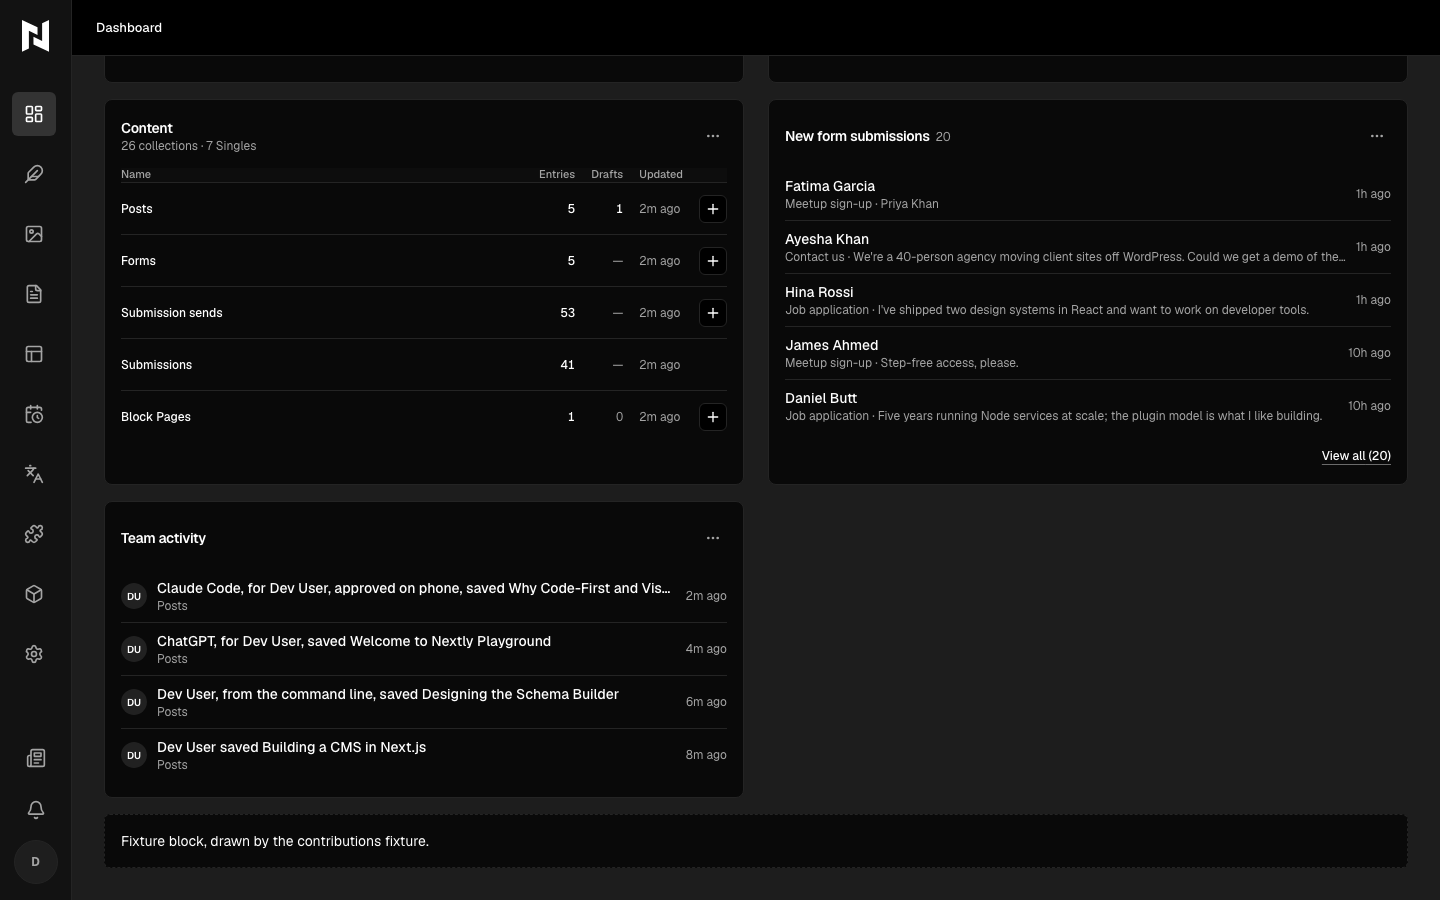 Dashboard
Content
26 collections · 7 Singles
Name Entries Drafts Updated
Posts 5 1 2m ago
Forms 5 — 2m ago
Submission sends 53 — 2m ago
Submissions 41 — 2m ago
Block Pages 1 0 2m ago
New form submissions 20
Fatima Garcia
Meetup sign-up · Priya Khan
1h ago
Ayesha Khan
Contact us · We're a 40-person agency moving client sites off WordPress. Could we get a demo of the...
1h ago
Hina Rossi
Job application · I've shipped two design systems in React and want to work on developer tools.
1h ago
James Ahmed
Meetup sign-up · Step-free access, please.
10h ago
Daniel Butt
Job application · Five years running Node services at scale; the plugin model is what I like building.
10h ago
View all (20)
Team activity
DU Claude Code, for Dev User, approved on phone, saved Why Code-First and Vis... 2m ago
Posts
DU ChatGPT, for Dev User, saved Welcome to Nextly Playground 4m ago
Posts
DU Dev User, from the command line, saved Designing the Schema Builder 6m ago
Posts
DU Dev User saved Building a CMS in Next.js 8m ago
Posts
Fixture block, drawn by the contributions fixture.
D